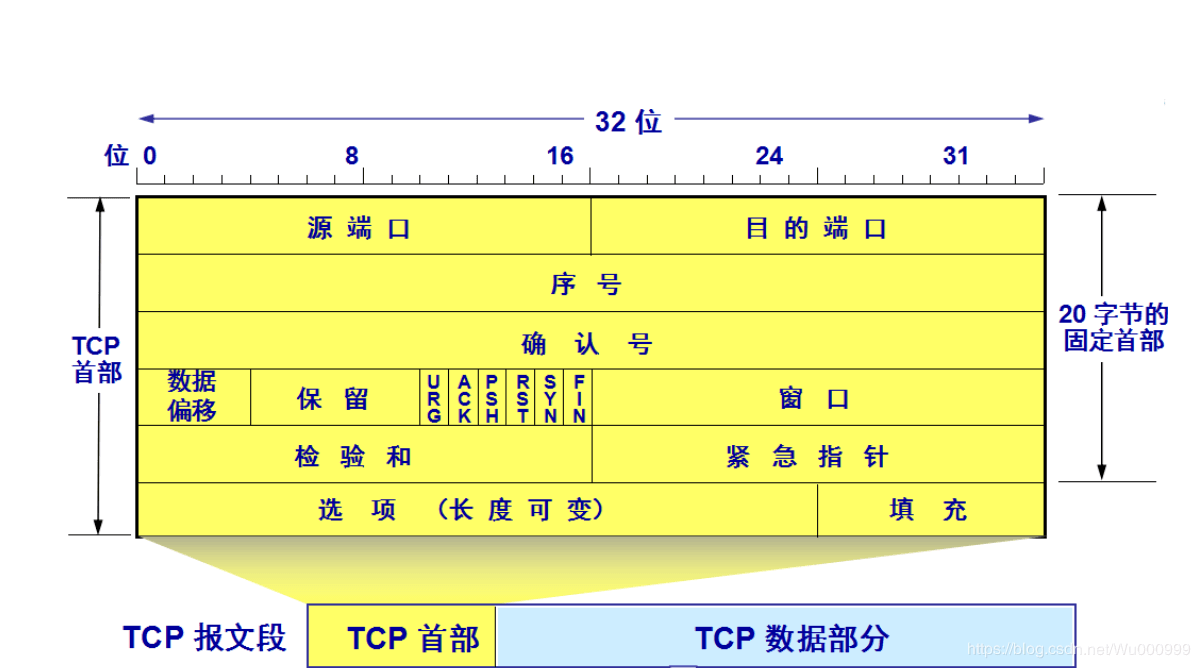 32 位
位 0 8 16 24 31
源 端 口 目 的 端 口
序 号
确 认 号
TCP
首部
20 字节的
固定首部
数据
偏移
保 留
URG ACK PSH RST SYN FIN
窗 口
检 验 和 紧 急 指 针
选 项 (长 度 可 变) 填 充
TCP 报文段 TCP 首部 TCP 数据部分
https://blog.csdn.net/Wu000999